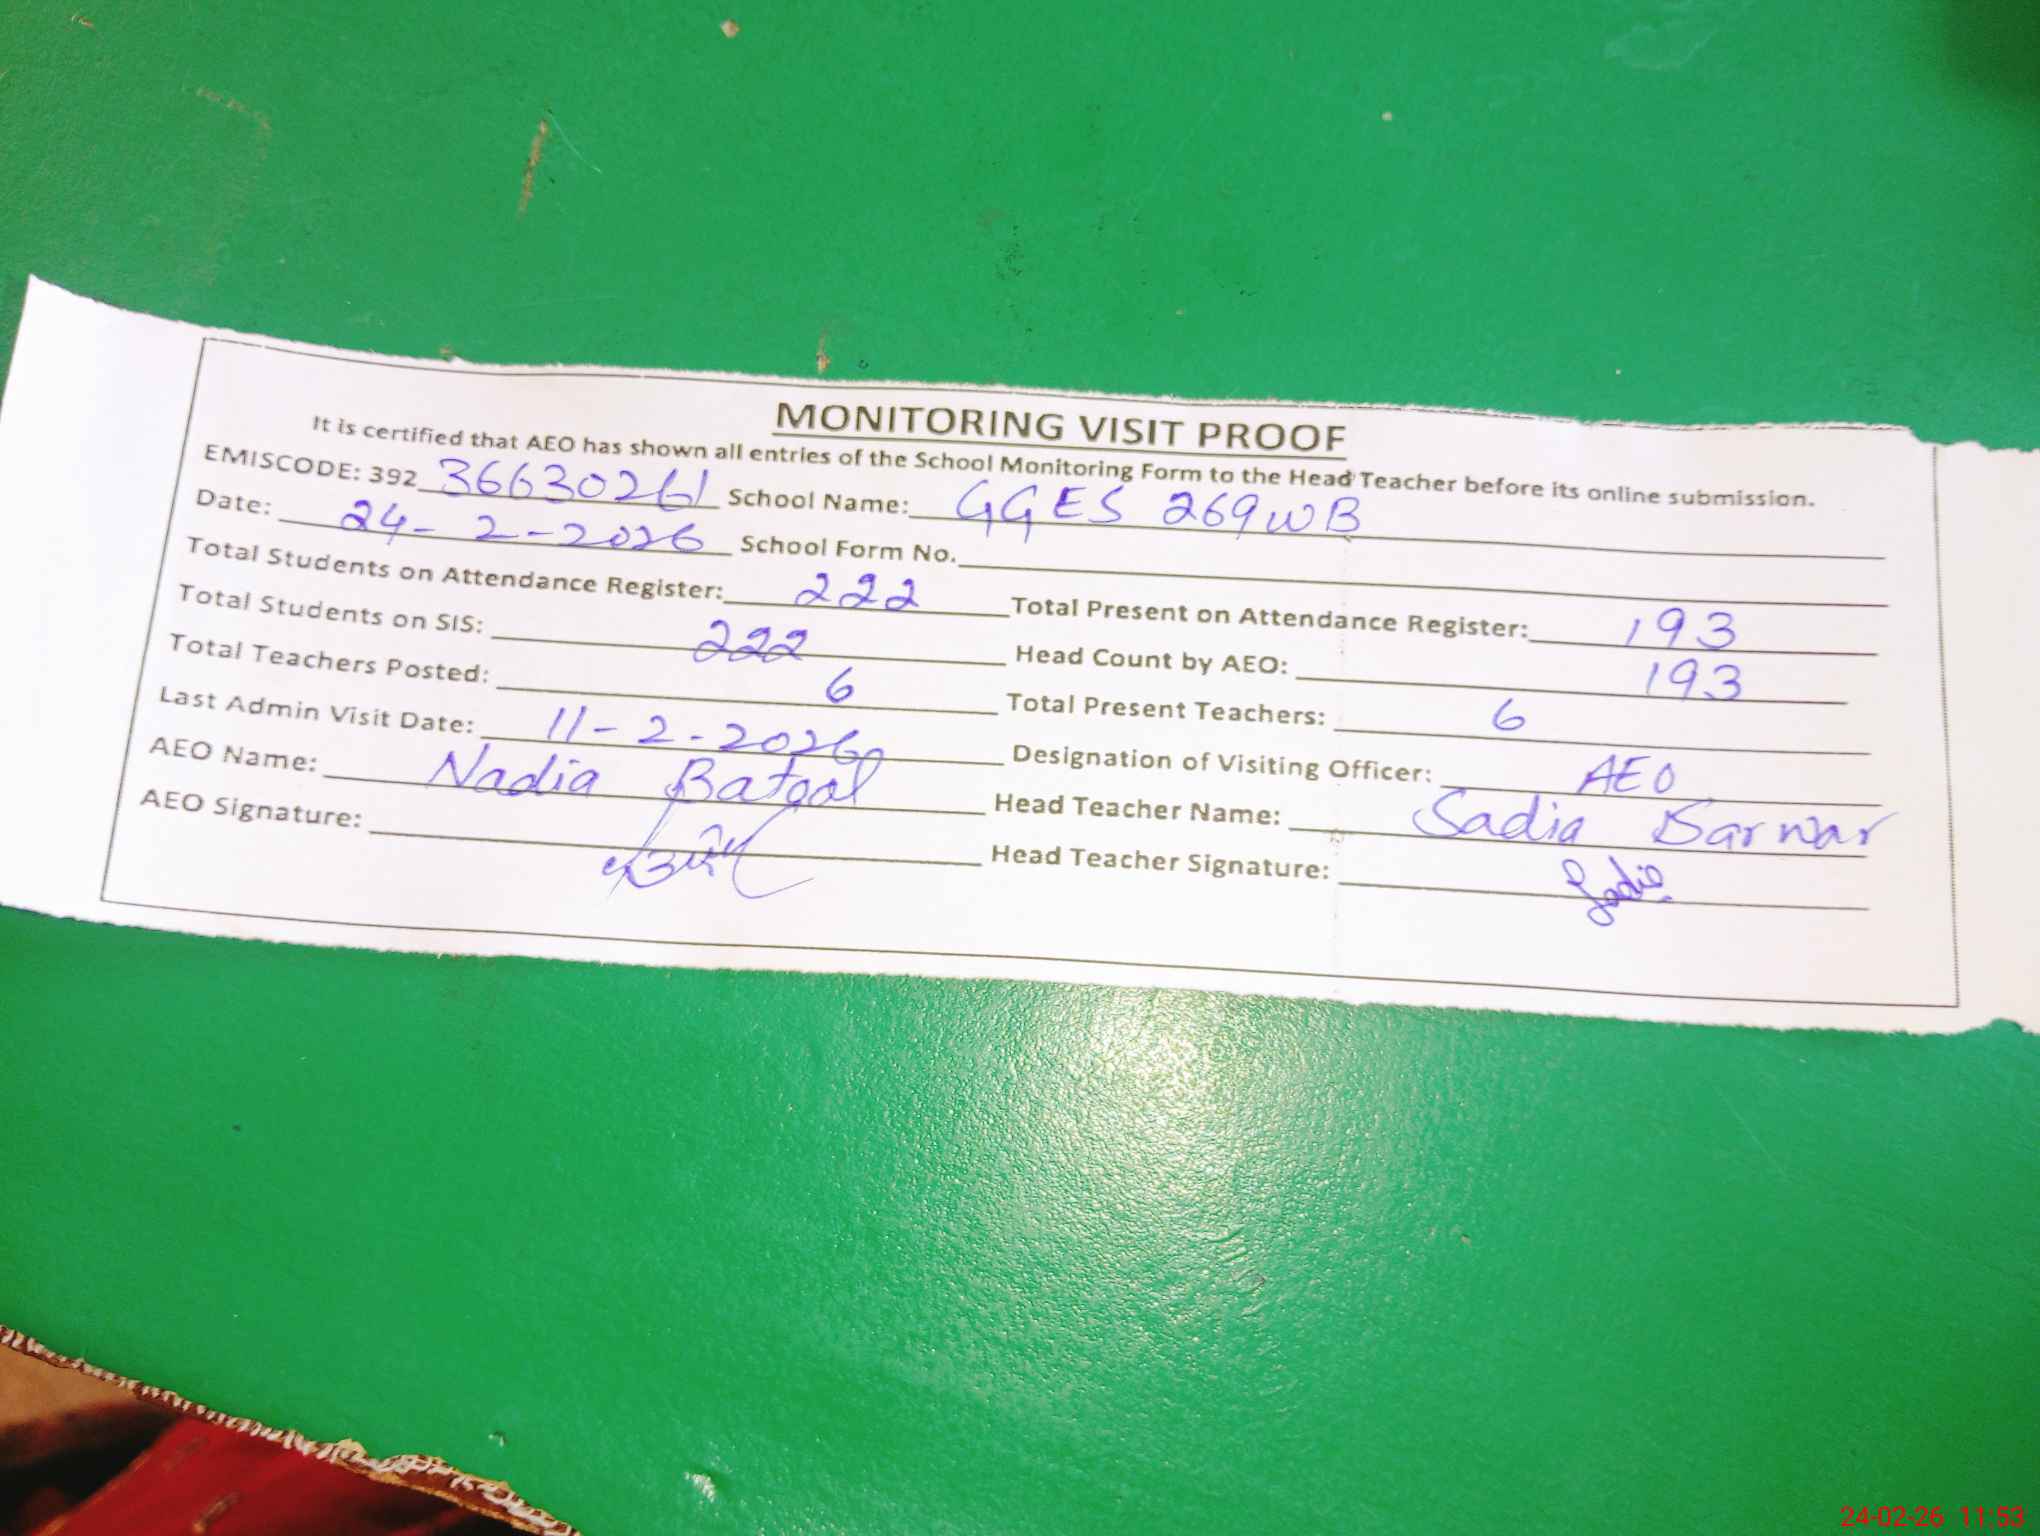 MONITORING VISIT PROOF
It is certified that AEO has shown all entries of the School Monitoring Form to the Head Teacher before its online submission.
EMISCODE: 392 36630261 School Name: GGES 269WB
Date: 24-2-2026 School Form No.
Total Students on Attendance Register: 222 Total Present on Attendance Register: 193
Total Students on SIS: 222 Head Count by AEO: 193
Total Teachers Posted: 6 Total Present Teachers: 6
Last Admin Visit Date: 11-2-2026 Designation of Visiting Officer: AEO
AEO Name: Nadia Batool Head Teacher Name: Sadia Sarwar
AEO Signature: Head Teacher Signature: Sadia
24-02-26 11:53